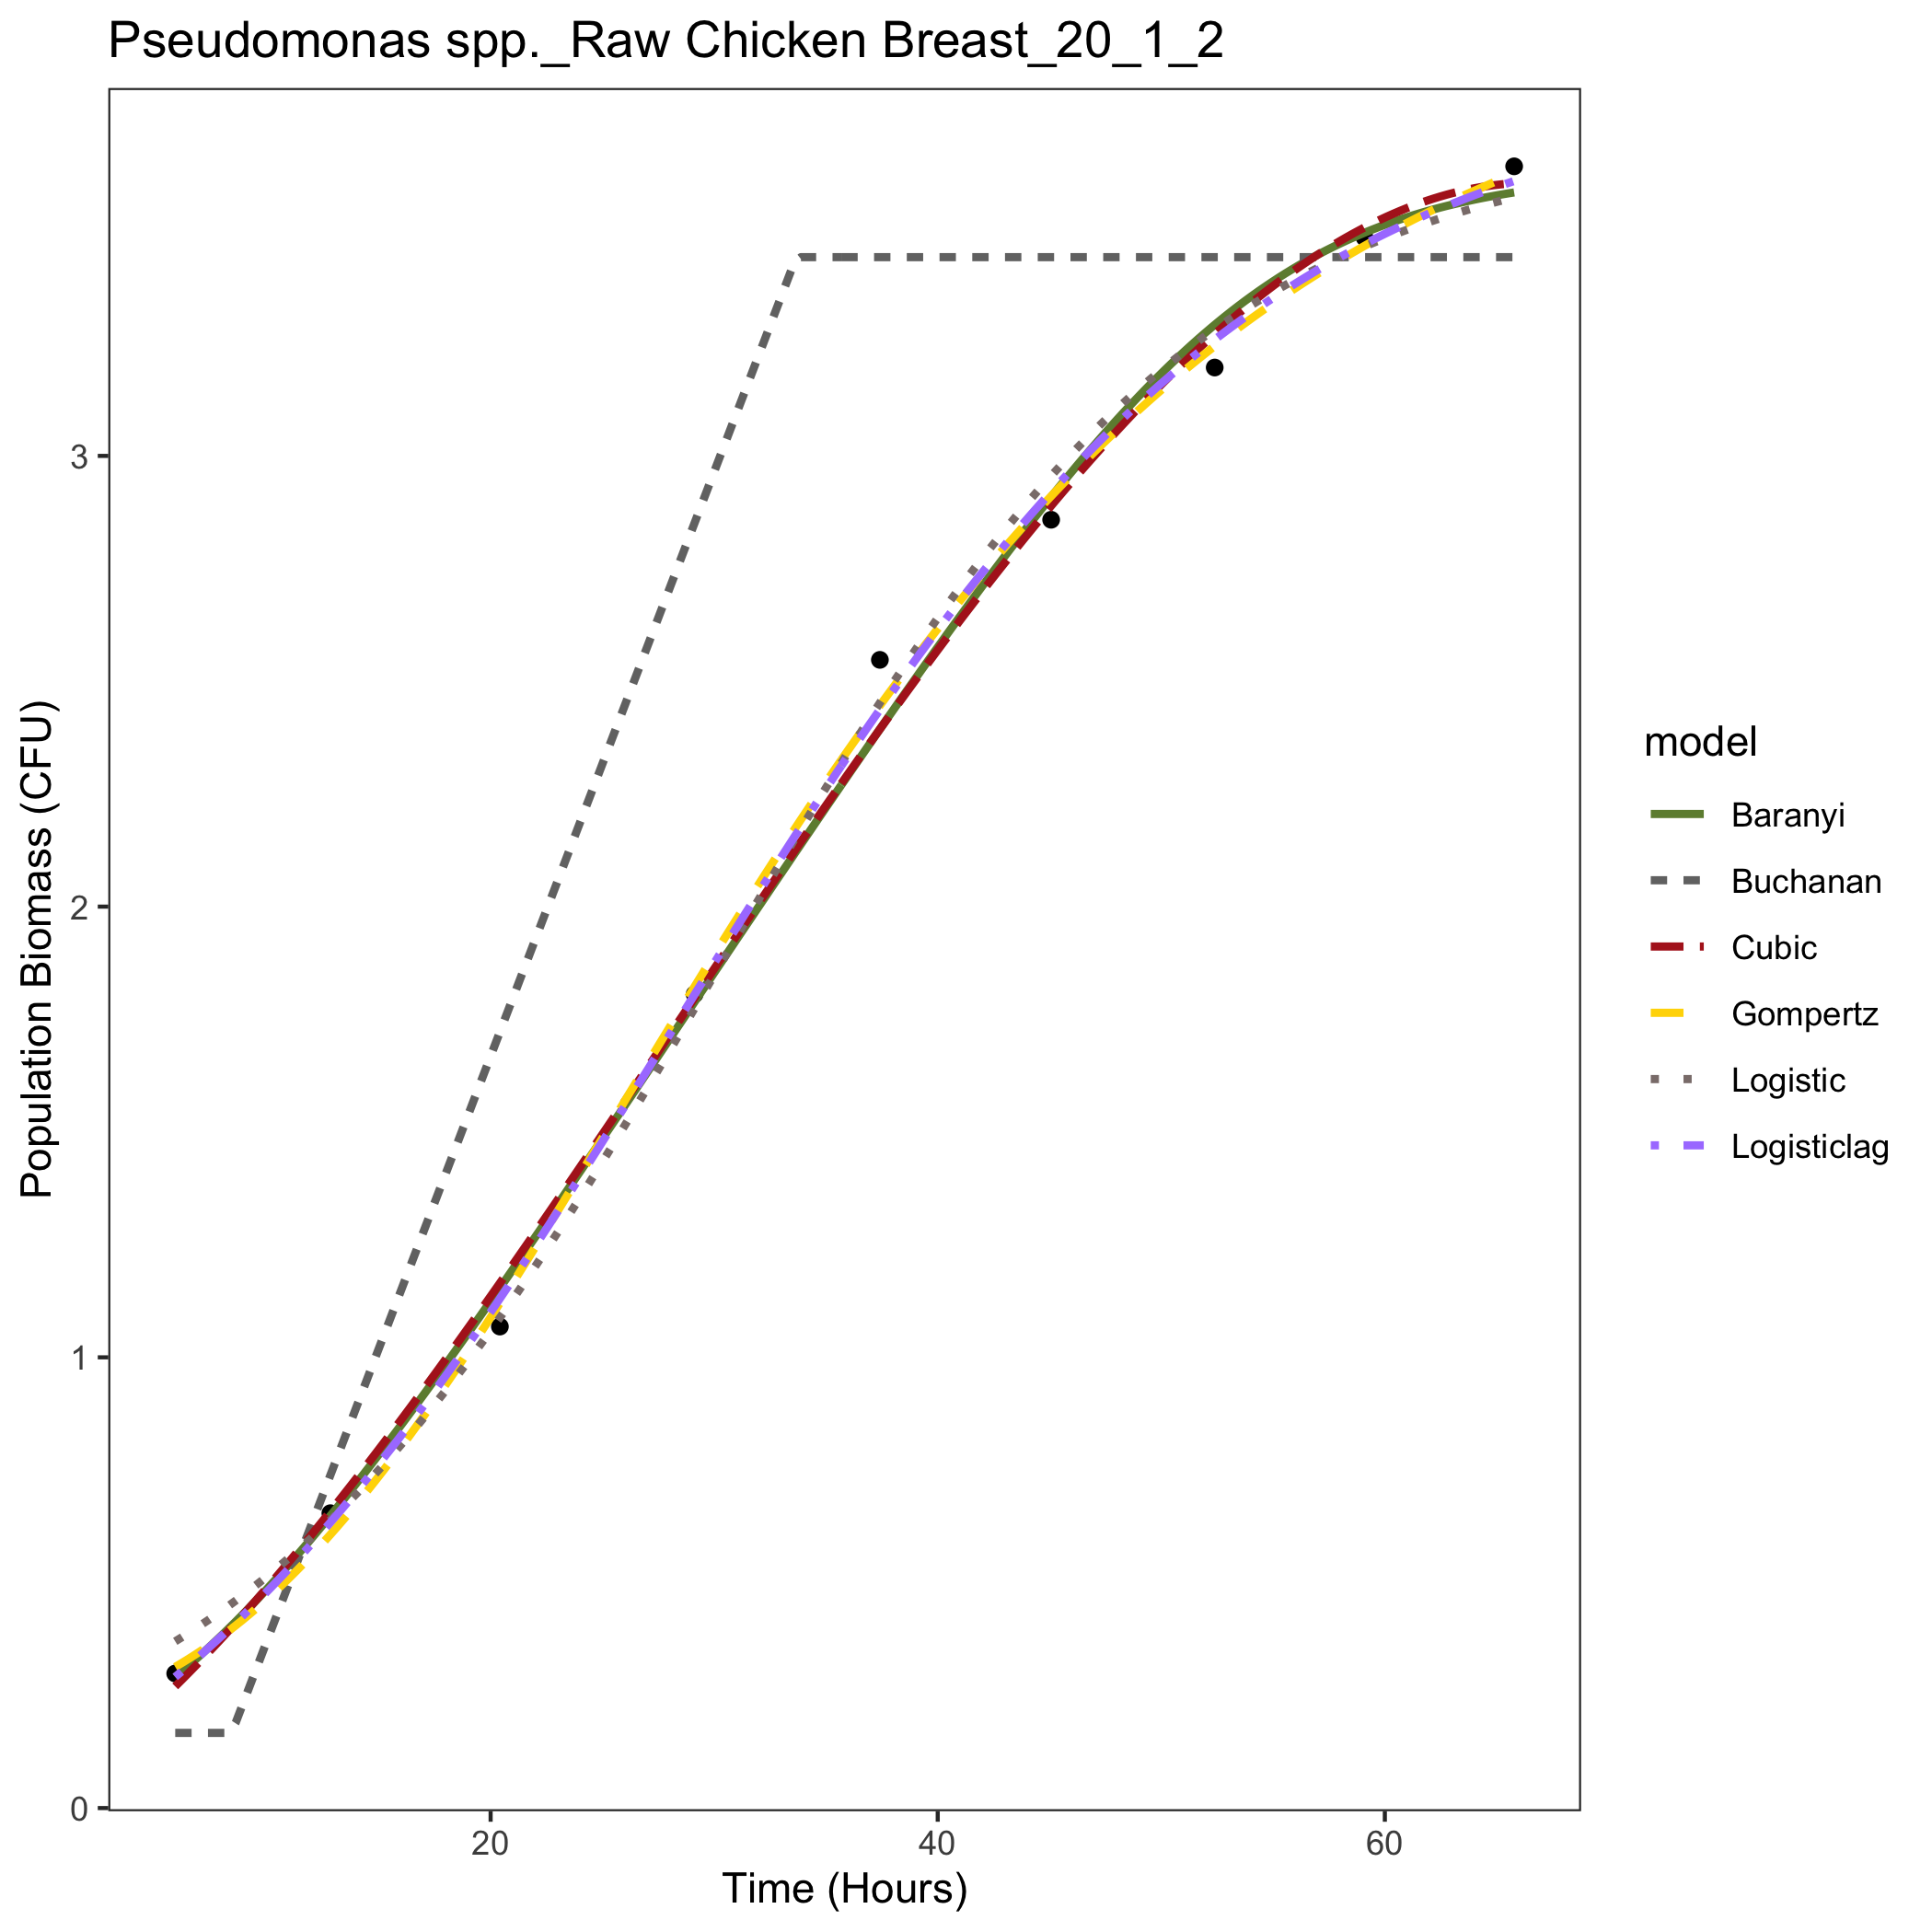 Pseudomonas spp._Raw Chicken Breast_20_1_2
Population Biomass (CFU)
3
2
1
0
20 40 60
Time (Hours)
model
Baranyi
Buchanan
Cubic
Gompertz
Logistic
Logisticlag